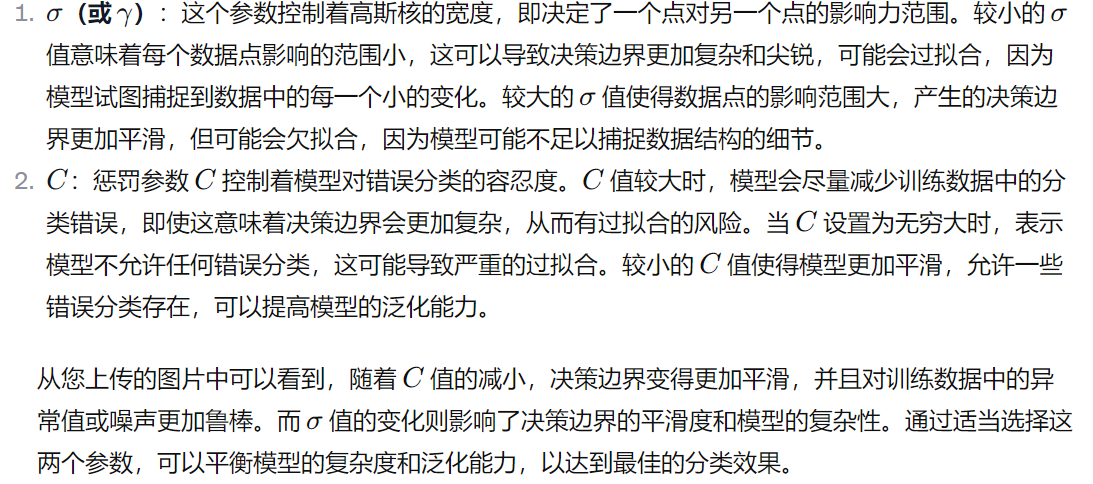 1. σ（或 γ）：这个参数控制着高斯核的宽度，即决定了一个点对另一个点的影响力范围。较小的 σ
值意味着每个数据点影响的范围小，这可以导致决策边界更加复杂和尖锐，可能会过拟合，因为
模型试图捕捉到数据中的每一个小的变化。较大的 σ 值使得数据点的影响范围大，产生的决策边
界更加平滑，但可能会欠拟合，因为模型可能不足以捕捉数据结构的细节。
2. C：惩罚参数 C 控制着模型对错误分类的容忍度。C 值较大时，模型会尽量减少训练数据中的分
类错误，即使这意味着决策边界会更加复杂，从而有过拟合的风险。当 C 设置为无穷大时，表示
模型不允许任何错误分类，这可能导致严重的过拟合。较小的 C 值使得模型更加平滑，允许一些
错误分类存在，可以提高模型的泛化能力。
从您上传的图片中可以看到，随着 C 值的减小，决策边界变得更加平滑，并且对训练数据中的异
常值或噪声更加鲁棒。而 σ 值的变化则影响了决策边界的平滑度和模型的复杂性。通过适当选择这
两个参数，可以平衡模型的复杂度和泛化能力，以达到最佳的分类效果。